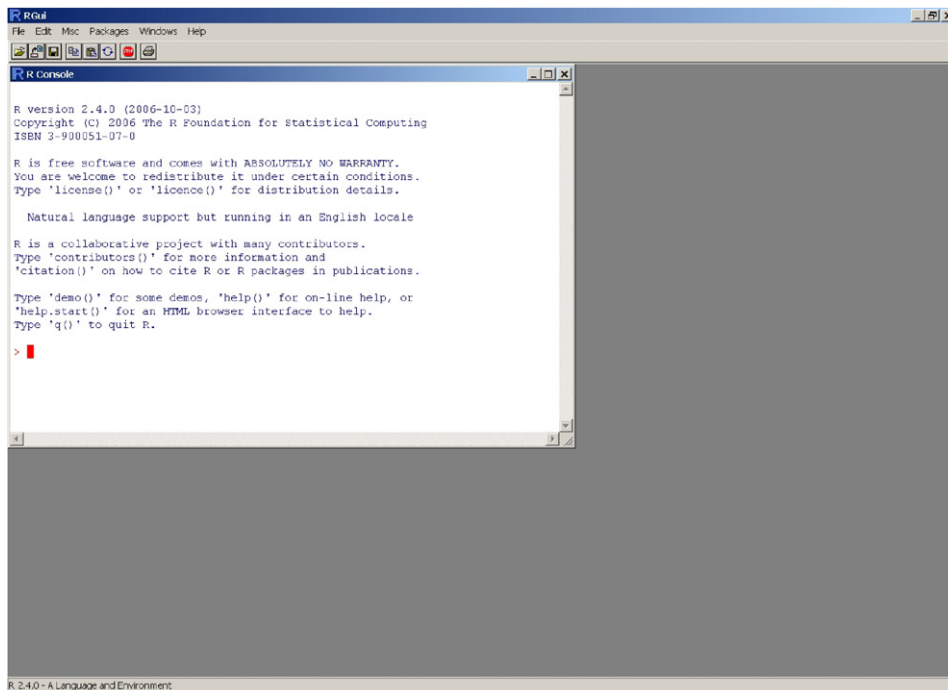 RGui
File Edit Misc Packages Windows Help
STOP
R Console
R version 2.4.0 (2006-10-03)
Copyright (C) 2006 The R Foundation for Statistical Computing
ISBN 3-900051-07-0
R is free software and comes with ABSOLUTELY NO WARRANTY.
You are welcome to redistribute it under certain conditions.
Type 'license()' or 'licence()' for distribution details.
Natural language support but running in an English locale
R is a collaborative project with many contributors.
Type 'contributors()' for more information and
'citation()' on how to cite R or R packages in publications.
Type 'demo()' for some demos, 'help()' for on-line help, or
'help.start()' for an HTML browser interface to help.
Type 'q()' to quit R.
>
R 2.4.0 - A Language and Environment